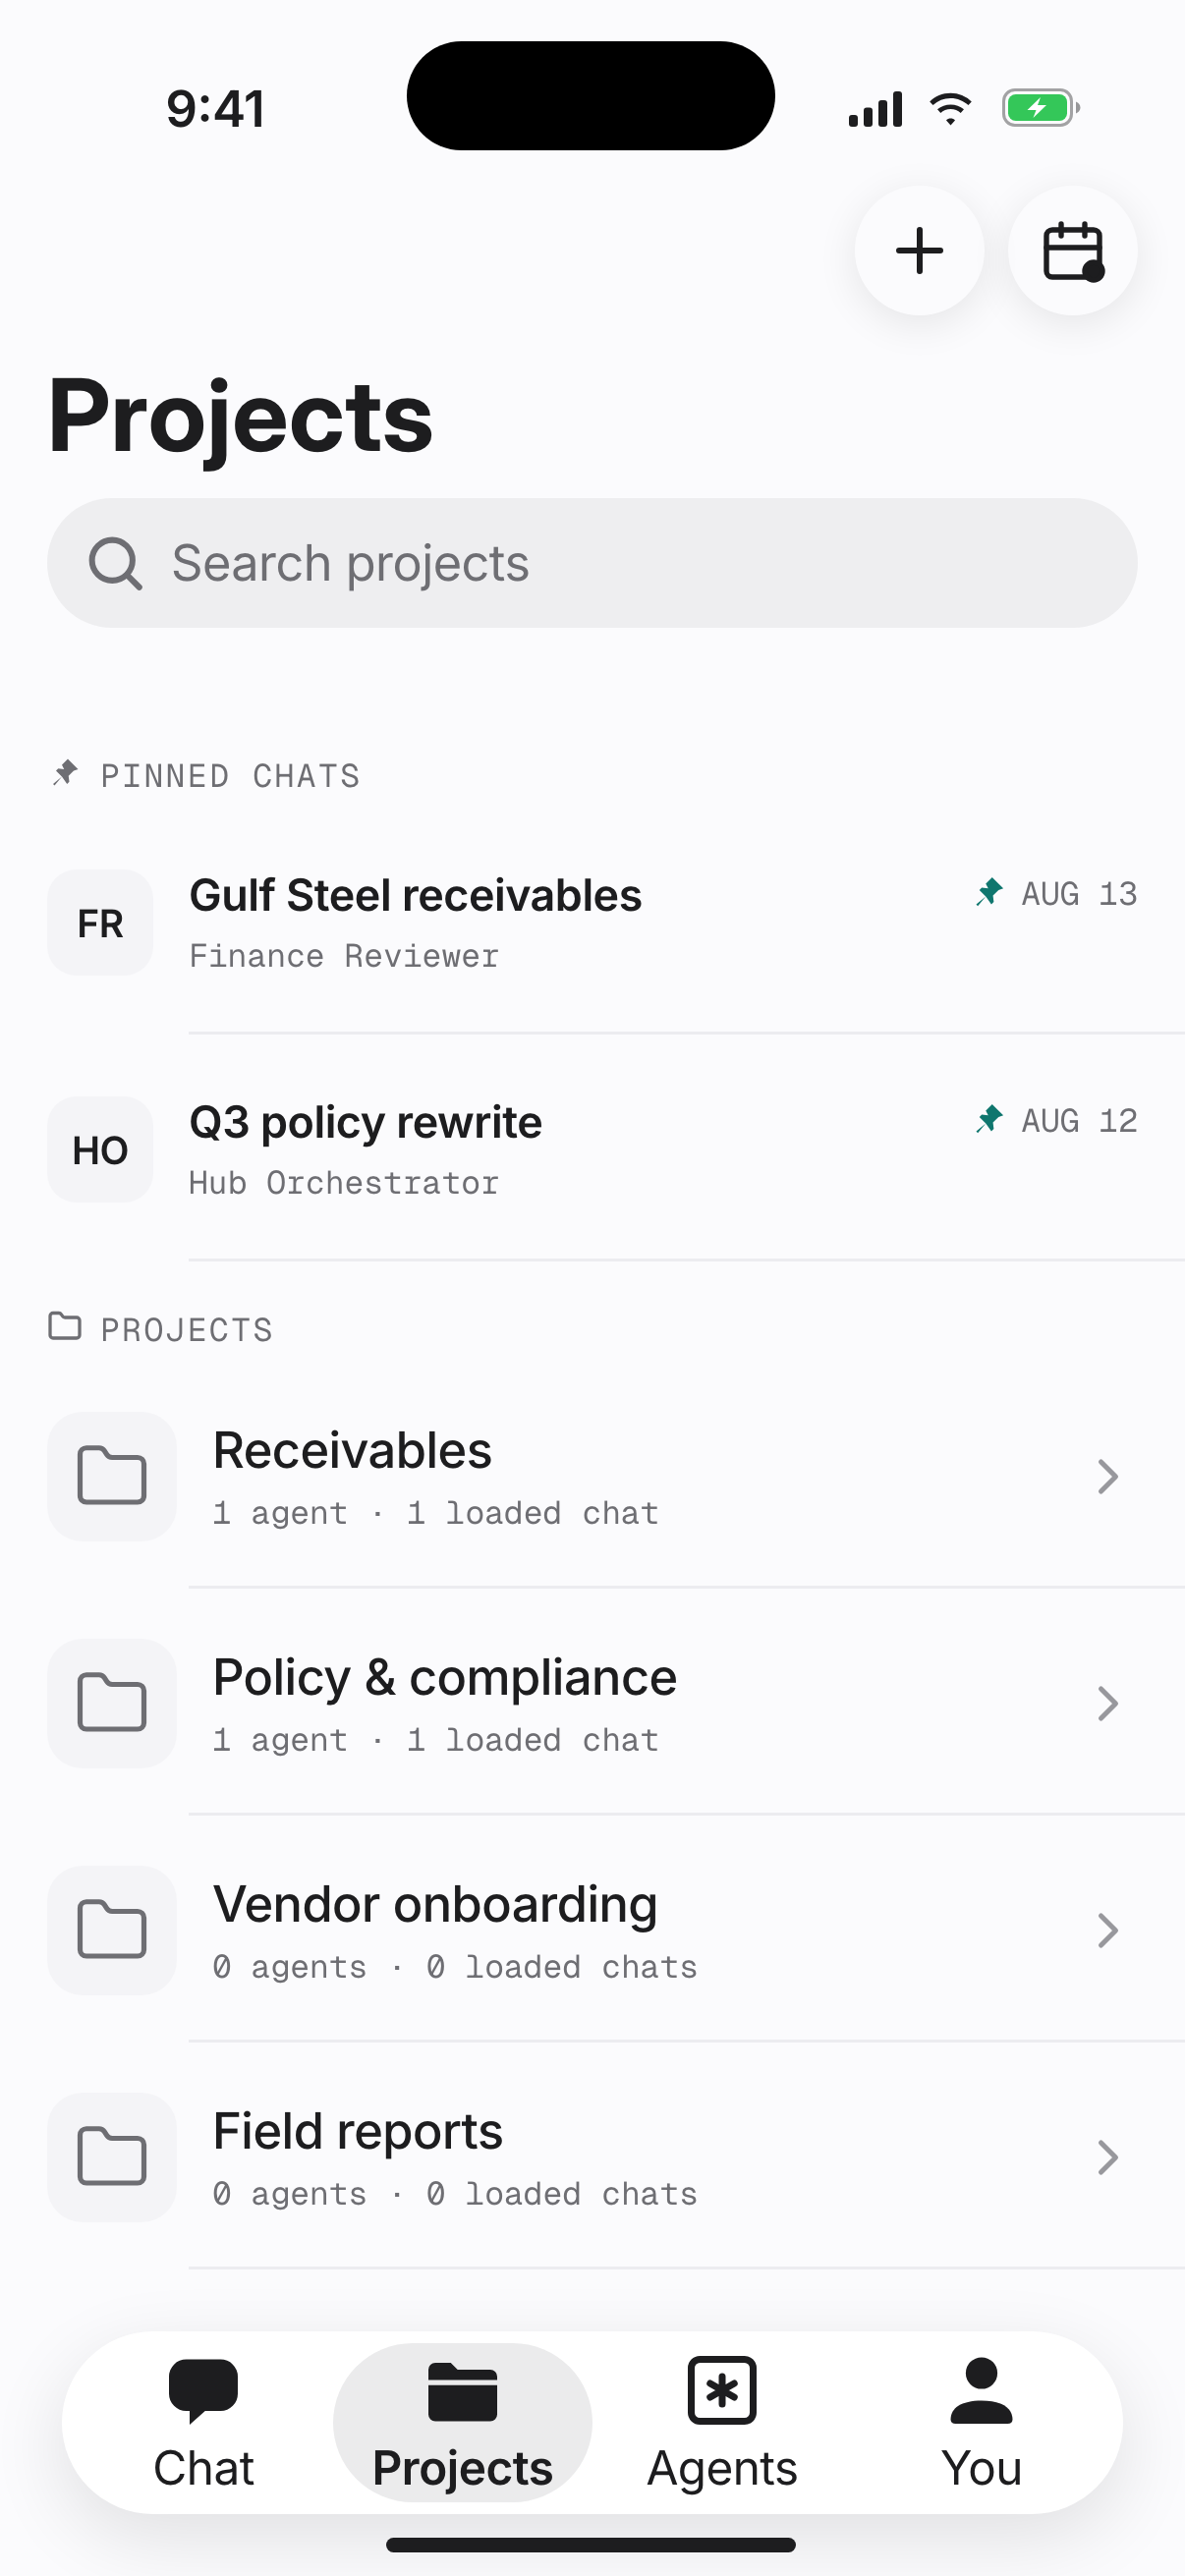 9:41
Projects
Search projects
PINNED CHATS
FR
Gulf Steel receivables
AUG 13
Finance Reviewer
HO
Q3 policy rewrite
AUG 12
Hub Orchestrator
PROJECTS
Receivables
1 agent · 1 loaded chat
Policy & compliance
1 agent · 1 loaded chat
Vendor onboarding
0 agents · 0 loaded chats
Field reports
0 agents · 0 loaded chats
Chat
Projects
Agents
You